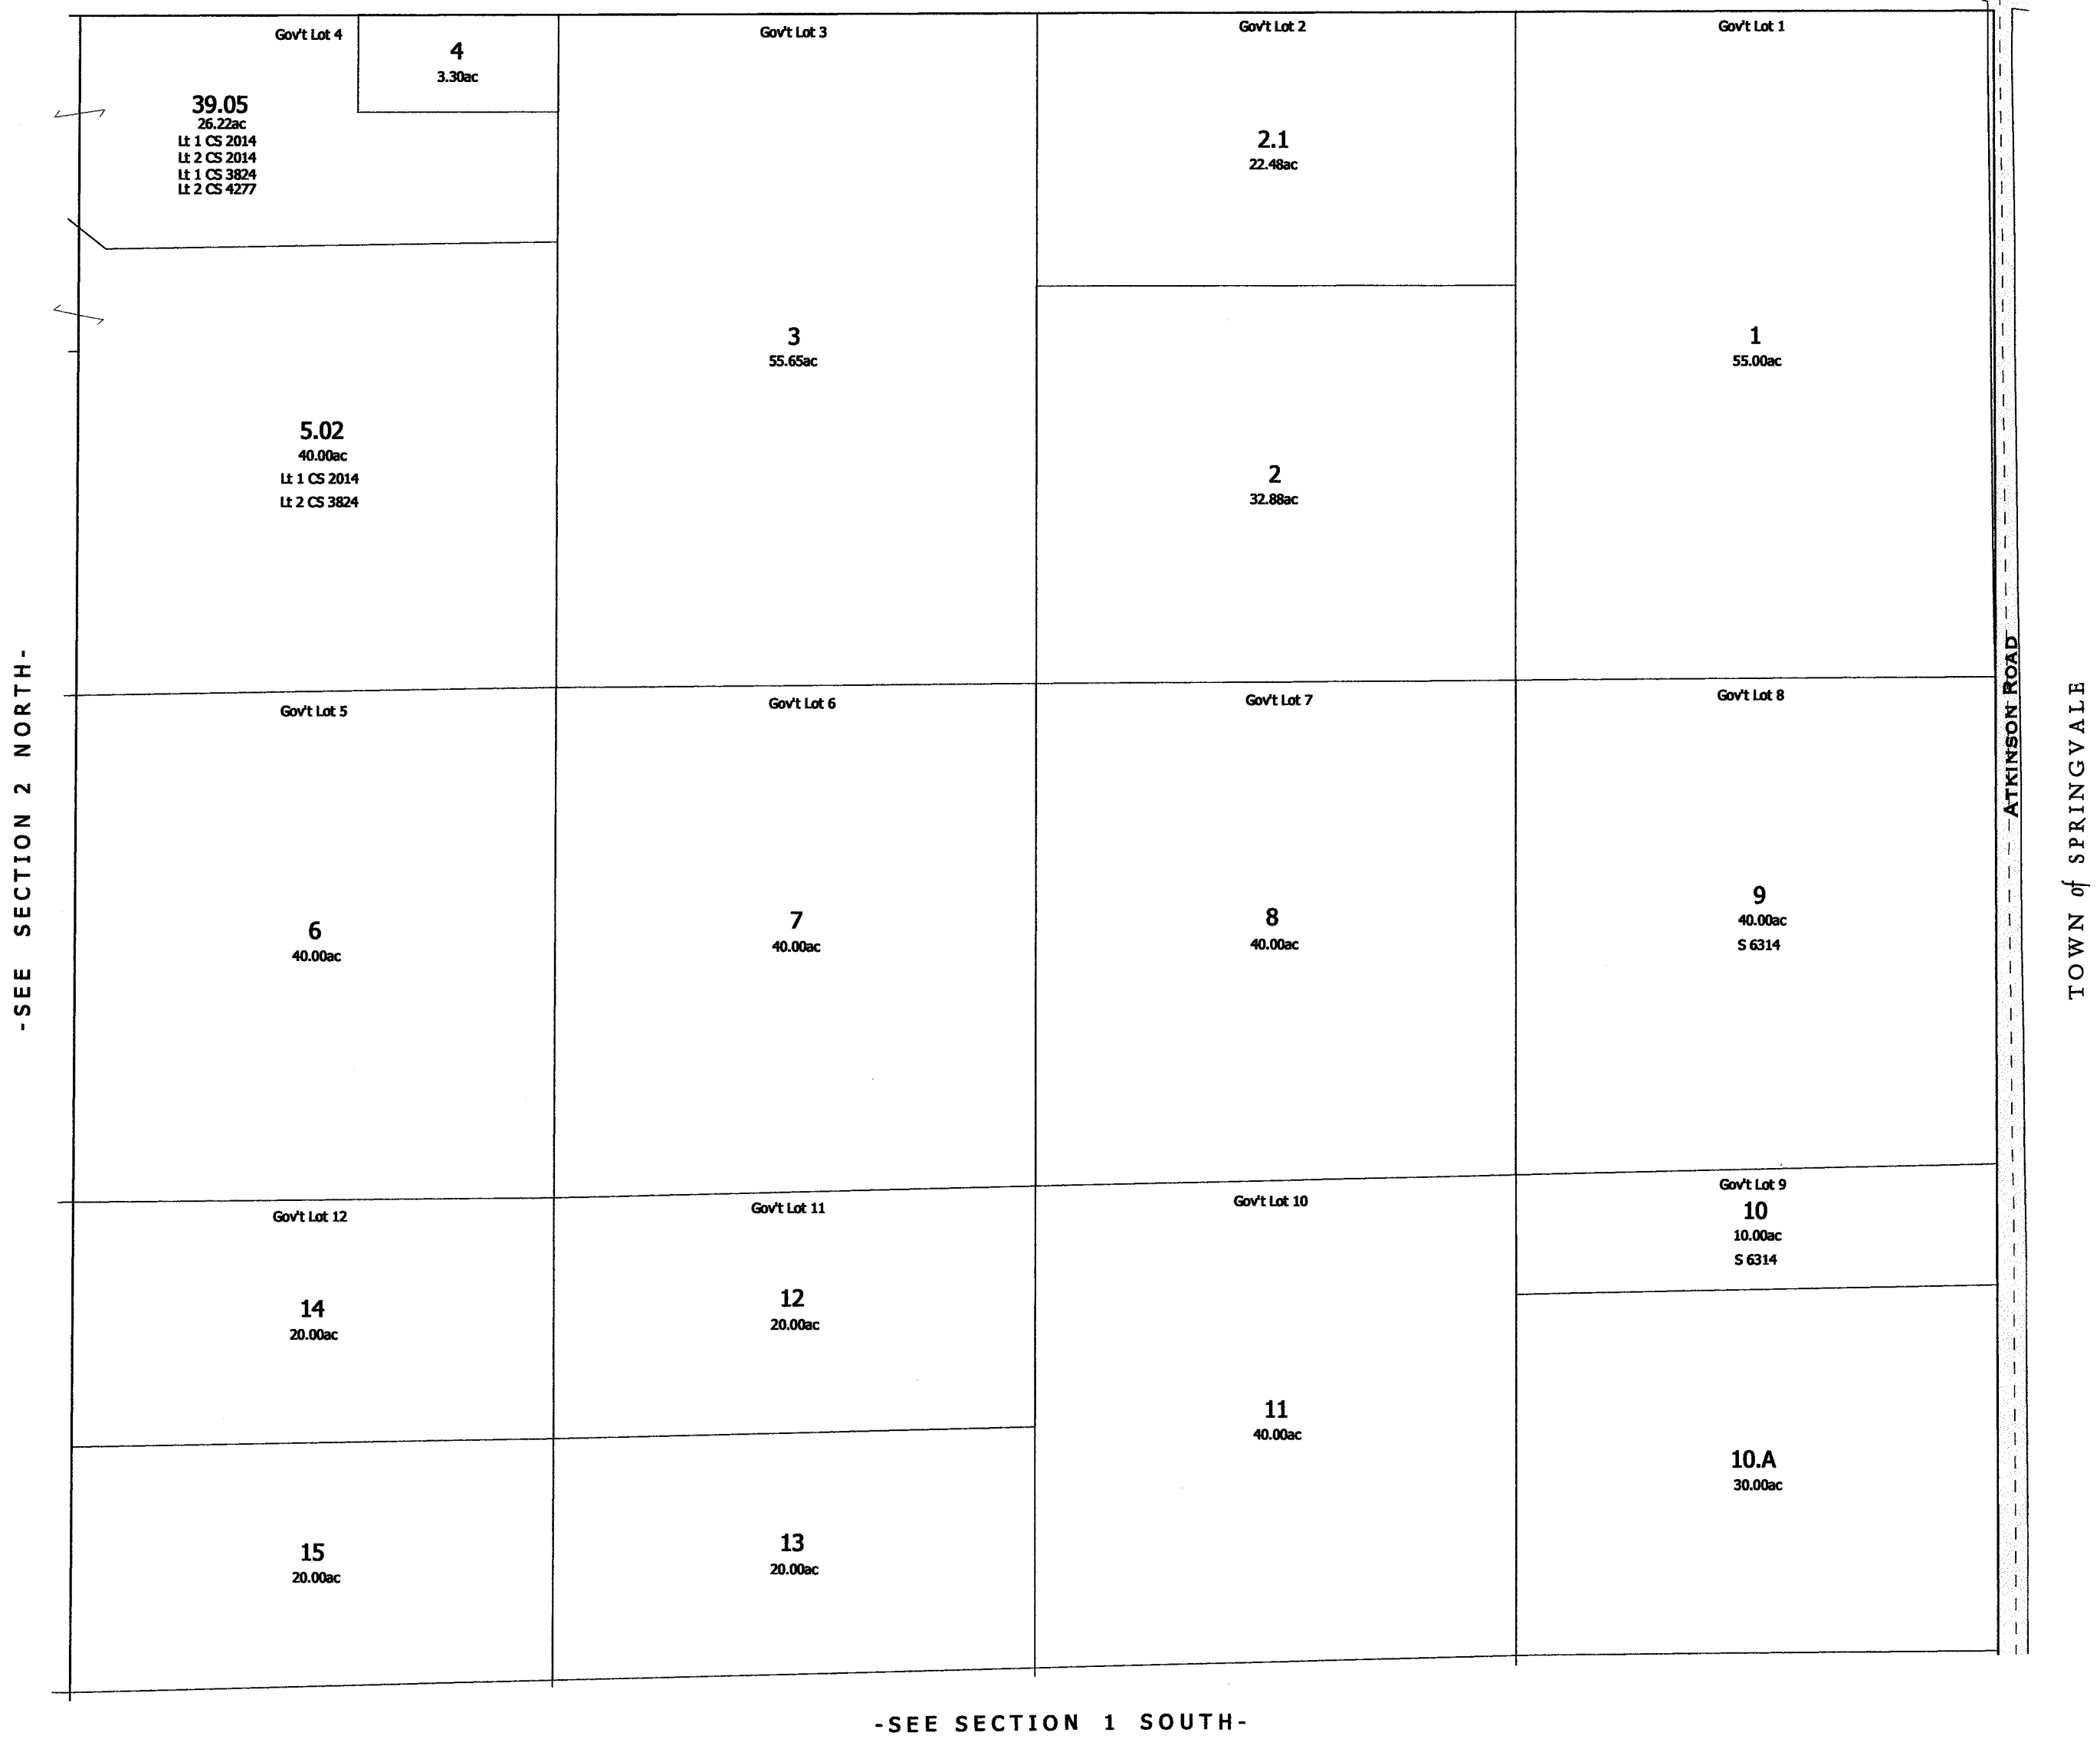 Gov't Lot 4
4
3.30ac
39.05
26.22ac
Lt 1 CS 2014
Lt 2 CS 2014
Lt 1 CS 3824
Lt 2 CS 4277
Gov't Lot 3
3
55.65ac
Gov't Lot 2
2.1
22.48ac
2
32.88ac
Gov't Lot 1
1
55.00ac
5.02
40.00ac
Lt 1 CS 2014
Lt 2 CS 3824
Gov't Lot 5
6
40.00ac
Gov't Lot 6
7
40.00ac
Gov't Lot 7
8
40.00ac
Gov't Lot 8
9
40.00ac
S 6314
Gov't Lot 12
14
20.00ac
15
20.00ac
Gov't Lot 11
12
20.00ac
13
20.00ac
Gov't Lot 10
11
40.00ac
Gov't Lot 9
10
10.00ac
S 6314
10.A
30.00ac
-SEE SECTION 2 NORTH-
ATKINSON ROAD
TOWN of SPRINGVALE
-SEE SECTION 1 SOUTH-